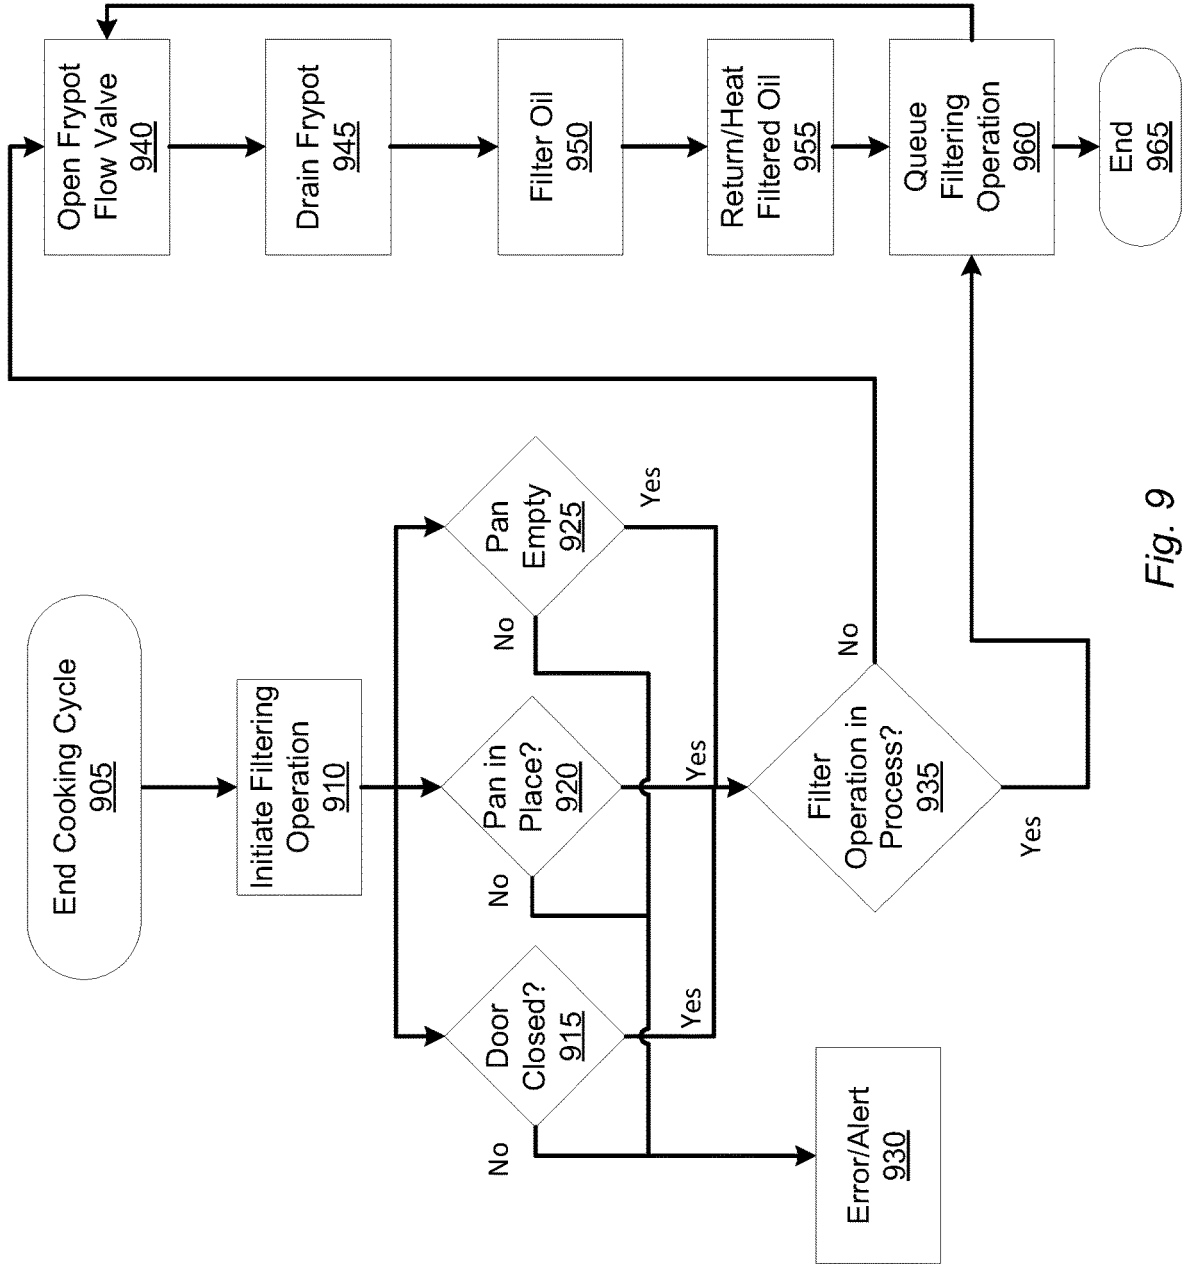 End Cooking Cycle
905
Initiate Filtering
Operation
910
Door
Closed?
915
Pan in
Place?
920
Pan
Empty
925
No
No
No
Yes
Yes
Yes
Error/Alert
930
Filter
Operation in
Process?
935
No
Yes
Open Frypot
Flow Valve
940
Drain Frypot
945
Filter Oil
950
Return/Heat
Filtered Oil
955
Queue
Filtering
Operation
960
End
965
Fig. 9